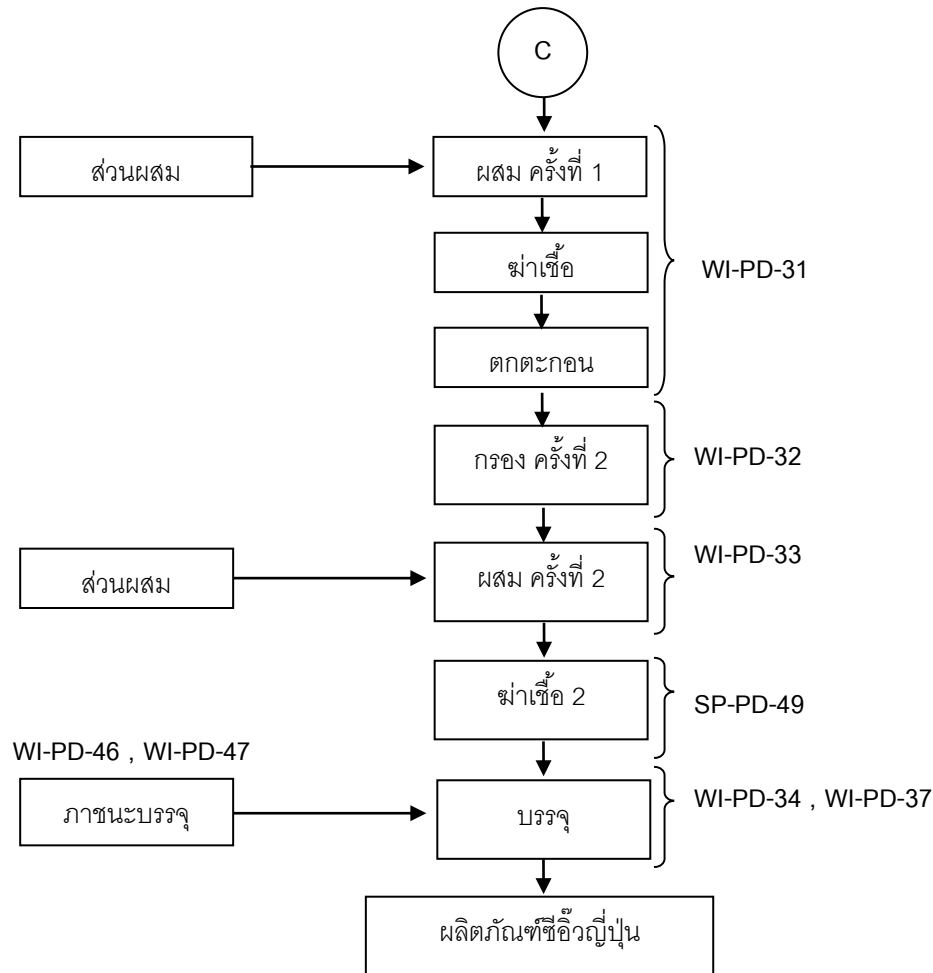 C
ส่วนผสม
ผสม ครั้งที่ 1
ฆ่าเชื้อ
WI-PD-31
ตกตะกอน
กรอง ครั้งที่ 2
WI-PD-32
ส่วนผสม
ผสม ครั้งที่ 2
WI-PD-33
ฆ่าเชื้อ 2
SP-PD-49
WI-PD-46 , WI-PD-47
ภาชนะบรรจุ
บรรจุ
WI-PD-34 , WI-PD-37
ผลิตภัณฑ์ซีอิ๊วญี่ปุ่น